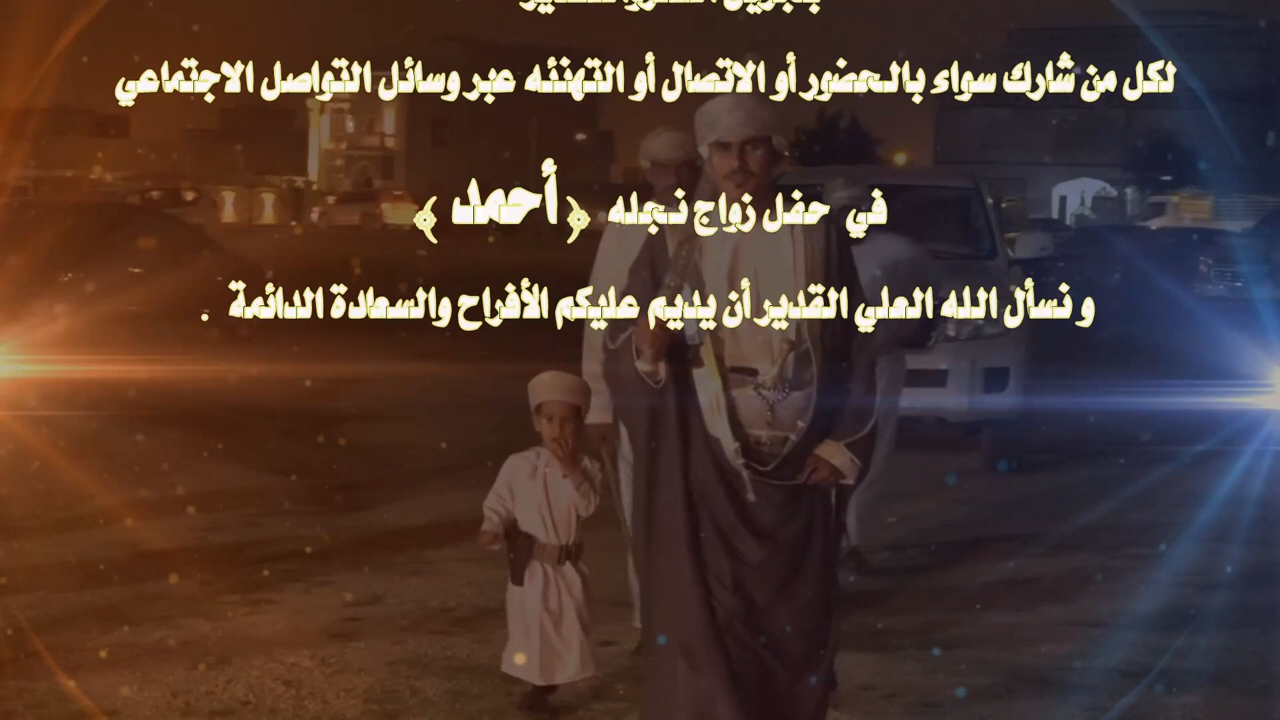 لكل من شارك سواء بالحضور أو الاتصال أو التهنئه عبر وسائل التواصل الاجتماعي
في حفل زواج نجله ﴿أحمد﴾
و نسأل الله العلي القدير أن يديم عليكم الأفراح والسعادة الدائمة .